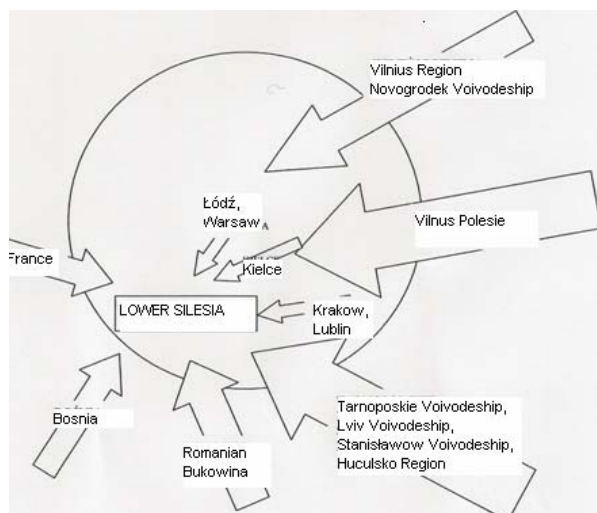 Vilnius Region
Novogrodek Voivodeship
Łódź,
Warsaw
Vilnus Polesie
France
Kielce
LOWER SILESIA
Krakow,
Lublin
Bosnia
Romanian
Bukowina
Tarnoposkie Voivodeship,
Lviv Voivodeship,
Stanisławow Voivodeship,
Huculsko Region